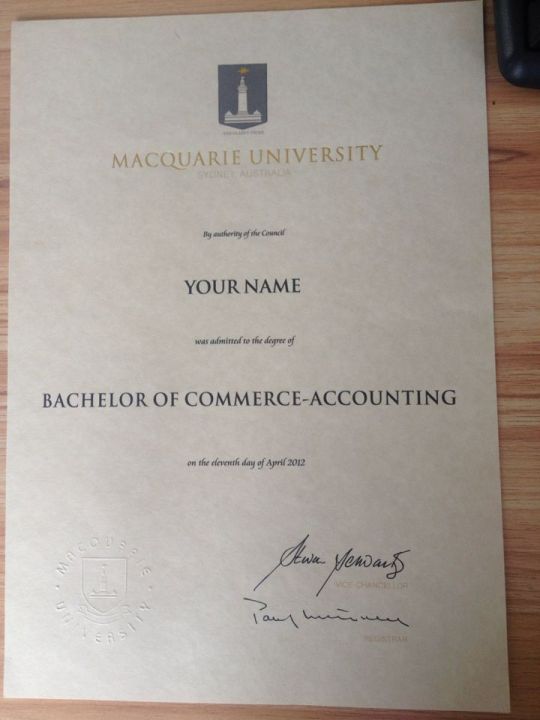 MACQUARIE UNIVERSITY
SYDNEY AUSTRALIA
By authority of the Council
YOUR NAME
was admitted to the degree of
BACHELOR OF COMMERCE-ACCOUNTING
on the eleventh day of April 2012
MACQUARIE
UNIVERSITY
VICE CHANCELLOR
REGISTRAR